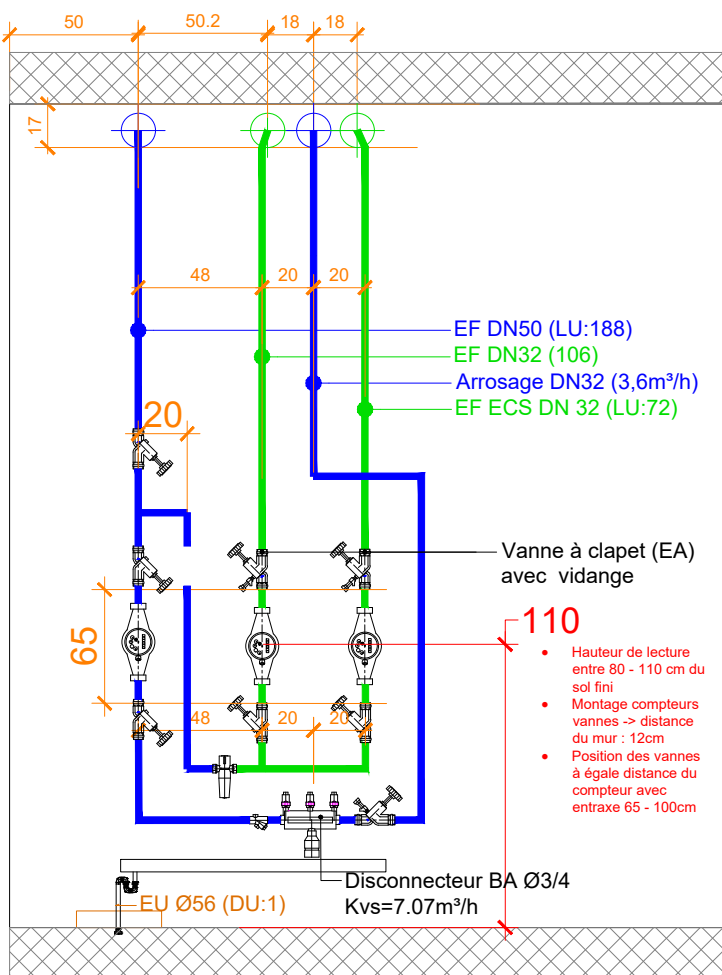 50
50.2
18
18
17
48
20
20
EF DN50 (LU:188)
EF DN32 (106)
Arrosage DN32 (3,6m³/h)
EF ECS DN 32 (LU:72)
20
Vanne à clapet (EA)
avec vidange
65
110
• Hauteur de lecture
entre 80 - 110 cm du
sol fini
• Montage compteurs
vannes -> distance
du mur : 12cm
• Position des vannes
à égale distance du
compteur avec
entraxe 65 - 100cm
48
20
20
Disconnecteur BA Ø3/4
Kvs=7.07m³/h
EU Ø56 (DU:1)